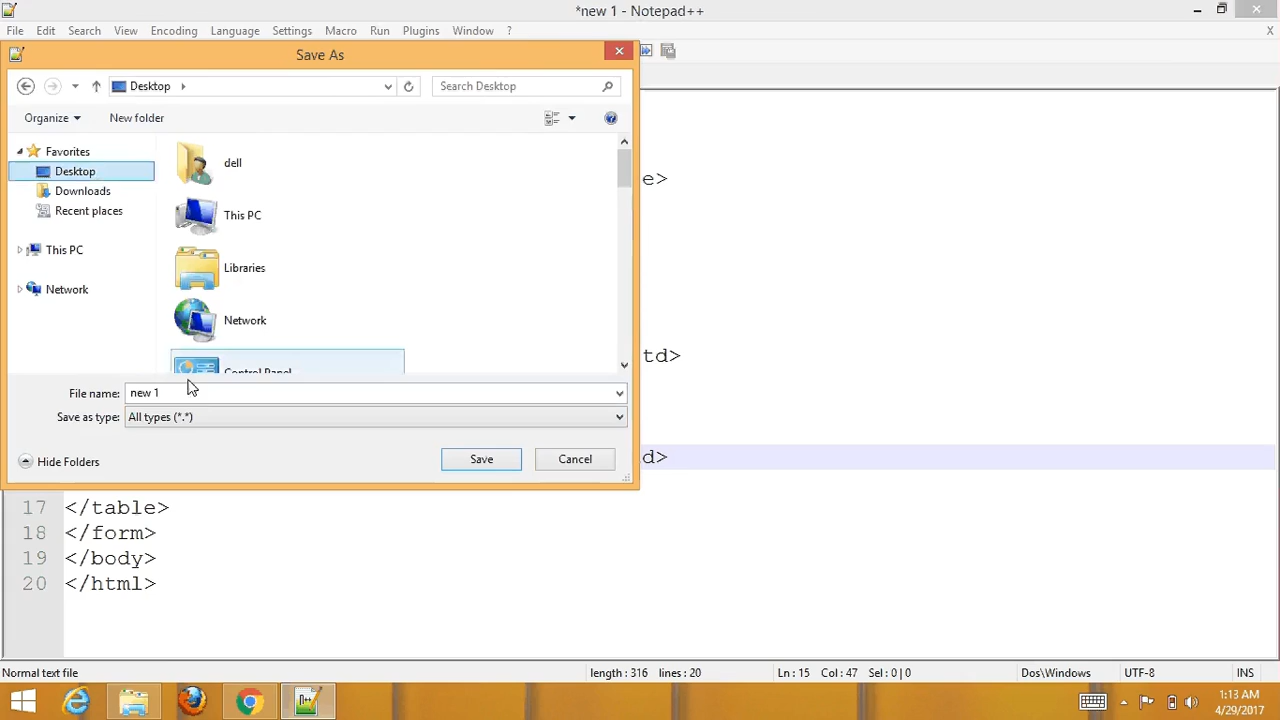 *new 1 - Notepad++
File Edit Search View Encoding Language Settings Macro Run Plugins Window ? X
Save As
Desktop
Search Desktop
Organize New folder
Favorites
Desktop
Downloads
Recent places
This PC
Network
dell
This PC
Libraries
Network
Control Panel
File name: new 1
Save as type: All types (*.*)
Hide Folders Save Cancel
e>
td>
d>
17 </table>
18 </form>
19 </body>
20 </html>
Normal text file length : 316 lines : 20 Ln : 15 Col : 47 Sel : 0 | 0 Dos\Windows UTF-8 INS
1:13 AM
4/29/2017